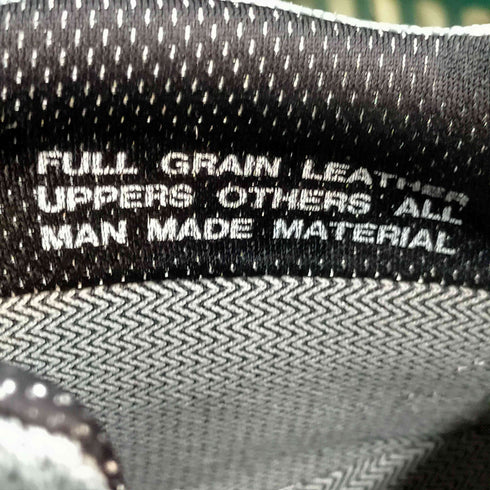 FULL GRAIN LEATHER
UPPERS OTHERS ALL
MAN MADE MATERIAL